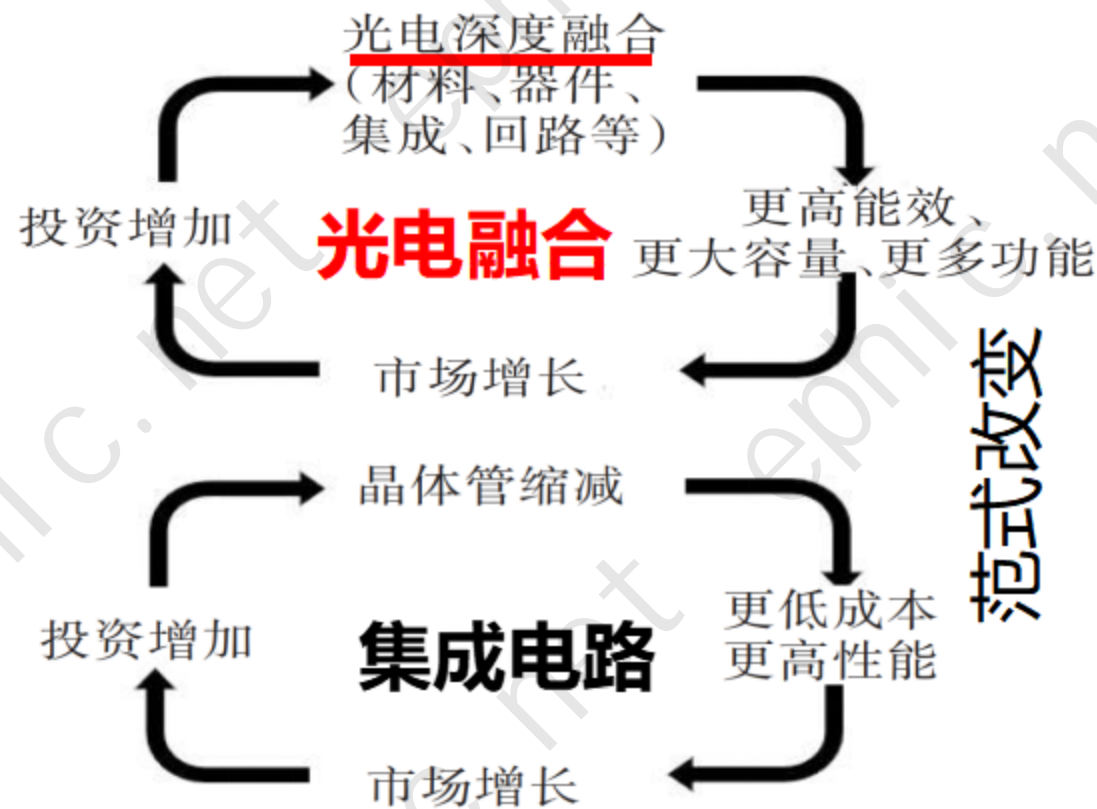 光电深度融合
(材料、器件、
集成、回路等)
投资增加
光电融合
更高能效、
更大容量、更多功能
市场增长
范式改变
晶体管缩减
投资增加
集成电路
更低成本
更高性能
市场增长
ephic.net